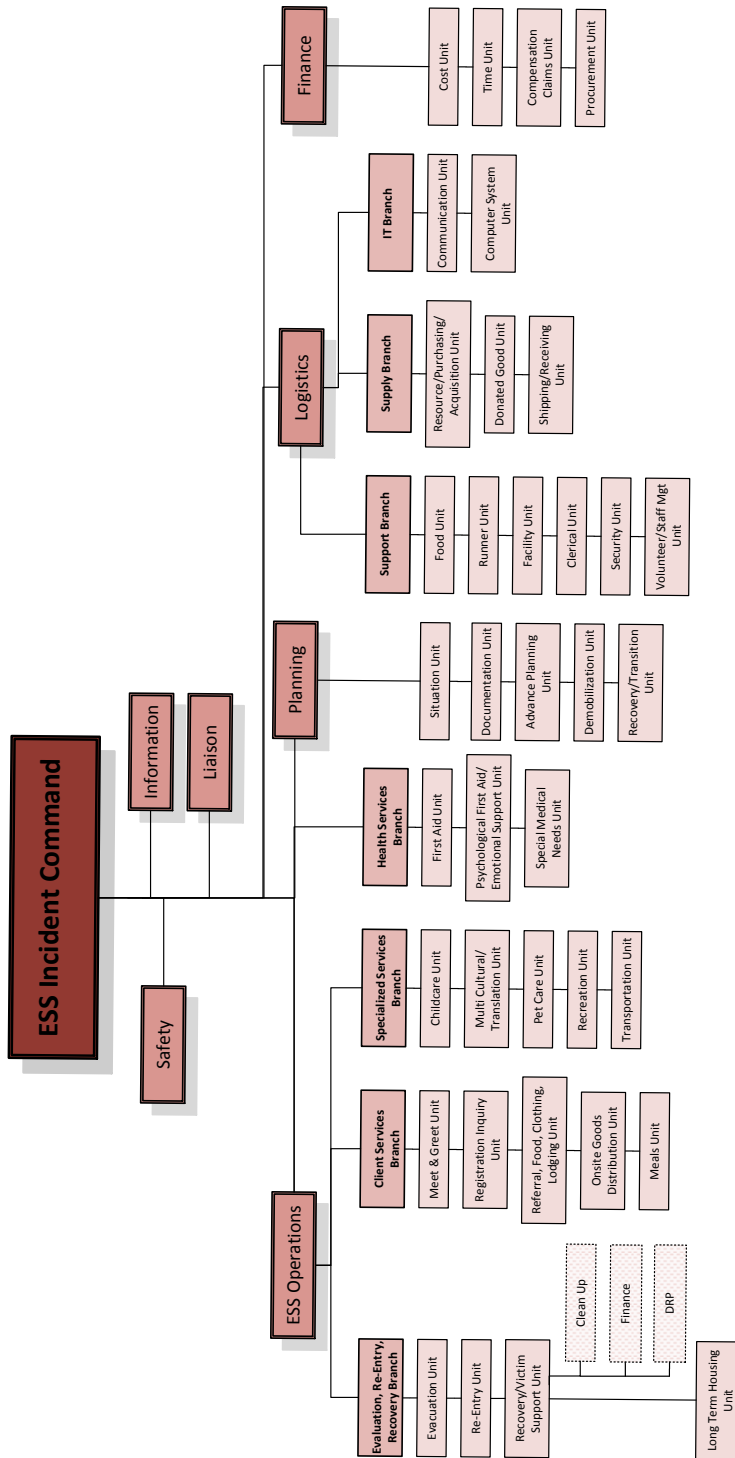 ESS Incident Command
Safety
Information
Liaison
ESS Operations
Planning
Logistics
Finance
Evaluation, Re-Entry,
Recovery Branch
Evacuation Unit
Re-Entry Unit
Recovery/Victim
Support Unit
Clean Up
Finance
DRP
Long Term Housing
Unit
Client Services
Branch
Meet & Greet Unit
Registration Inquiry
Unit
Referral, Food, Clothing,
Lodging Unit
Onsite Goods
Distribution Unit
Meals Unit
Specialized Services
Branch
Childcare Unit
Multi Cultural/
Translation Unit
Pet Care Unit
Recreation Unit
Transportation Unit
Health Services
Branch
First Aid Unit
Psychological First Aid/
Emotional Support Unit
Special Medical
Needs Unit
Situation Unit
Documentation Unit
Advance Planning
Unit
Demobilization Unit
Recovery/Transition
Unit
Support Branch
Food Unit
Runner Unit
Facility Unit
Clerical Unit
Security Unit
Volunteer/Staff Mgt
Unit
Supply Branch
Resource/Purchasing/
Acquisition Unit
Donated Good Unit
Shipping/Receiving
Unit
IT Branch
Communication Unit
Computer System
Unit
Cost Unit
Time Unit
Compensation
Claims Unit
Procurement Unit